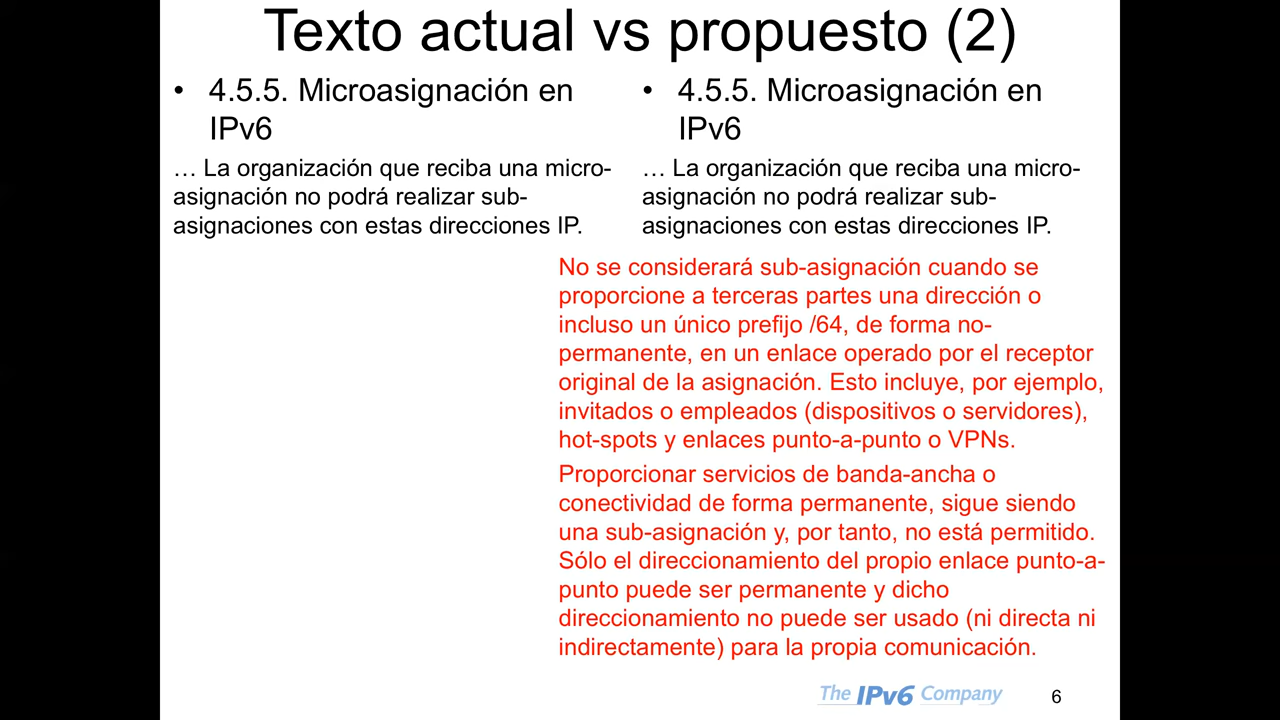 Texto actual vs propuesto (2)
• 4.5.5. Microasignación en
IPv6
… La organización que reciba una micro-
asignación no podrá realizar sub-
asignaciones con estas direcciones IP.
• 4.5.5. Microasignación en
IPv6
… La organización que reciba una micro-
asignación no podrá realizar sub-
asignaciones con estas direcciones IP.
No se considerará sub-asignación cuando se
proporcione a terceras partes una dirección o
incluso un único prefijo /64, de forma no-
permanente, en un enlace operado por el receptor
original de la asignación. Esto incluye, por ejemplo,
invitados o empleados (dispositivos o servidores),
hot-spots y enlaces punto-a-punto o VPNs.
Proporcionar servicios de banda-ancha o
conectividad de forma permanente, sigue siendo
una sub-asignación y, por tanto, no está permitido.
Sólo el direccionamiento del propio enlace punto-a-
punto puede ser permanente y dicho
direccionamiento no puede ser usado (ni directa ni
indirectamente) para la propia comunicación.
The IPv6 Company
6